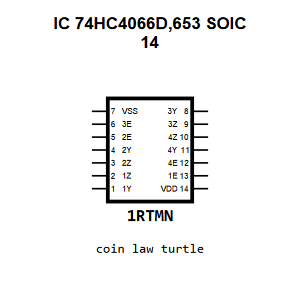 IC 74HC4066D,653 SOIC
14
7 VSS 3Y 8
6 3E 3Z 9
5 2E 4Z 10
4 2Y 4Y 11
3 2Z 4E 12
2 1Z 1E 13
1 1Y VDD 14
1RTMN
coin law turtle